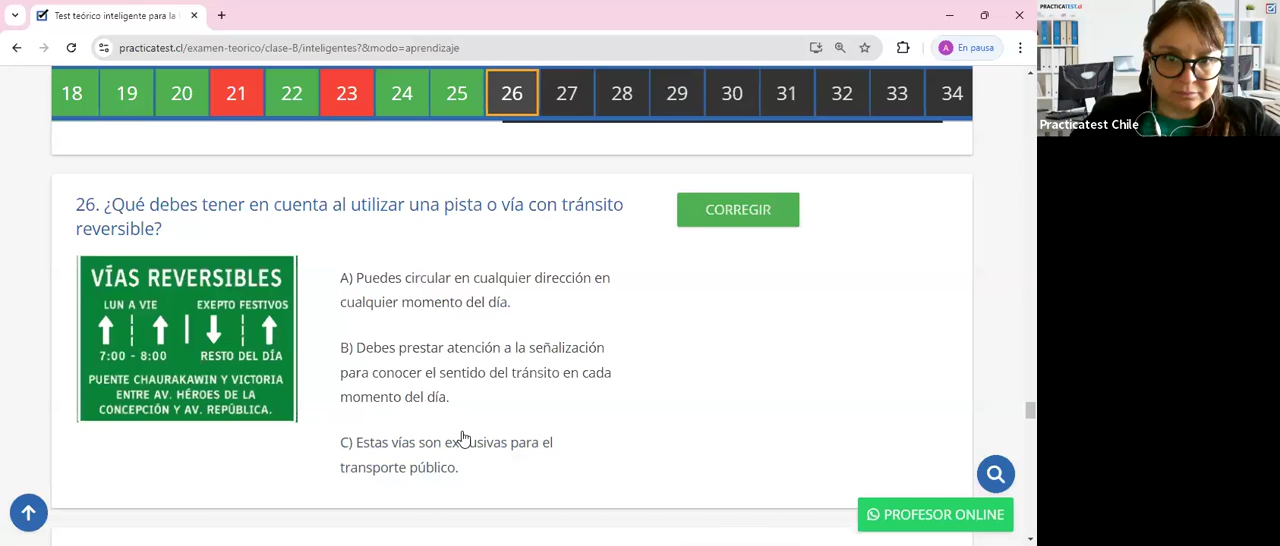 Test teórico inteligente para la
practicatest.cl/examen-teorico/clase-B/inteligentes?&modo=aprendizaje
A
En pausa
18 19 20 21 22 23 24 25 26 27 28 29 30 31 32 33 34
26. ¿Qué debes tener en cuenta al utilizar una pista o vía con tránsito
reversible?
CORREGIR
VÍAS REVERSIBLES
LUN A VIE EXEPTO FESTIVOS
7:00 - 8:00 RESTO DEL DÍA
PUENTE CHAURAKAWIN Y VICTORIA
ENTRE AV. HÉROES DE LA
CONCEPCIÓN Y AV. REPÚBLICA.
A) Puedes circular en cualquier dirección en
cualquier momento del día.
B) Debes prestar atención a la señalización
para conocer el sentido del tránsito en cada
momento del día.
C) Estas vías son exclusivas para el
transporte público.
PROFESOR ONLINE
PRACTICATEST.cl
Practicatest Chile